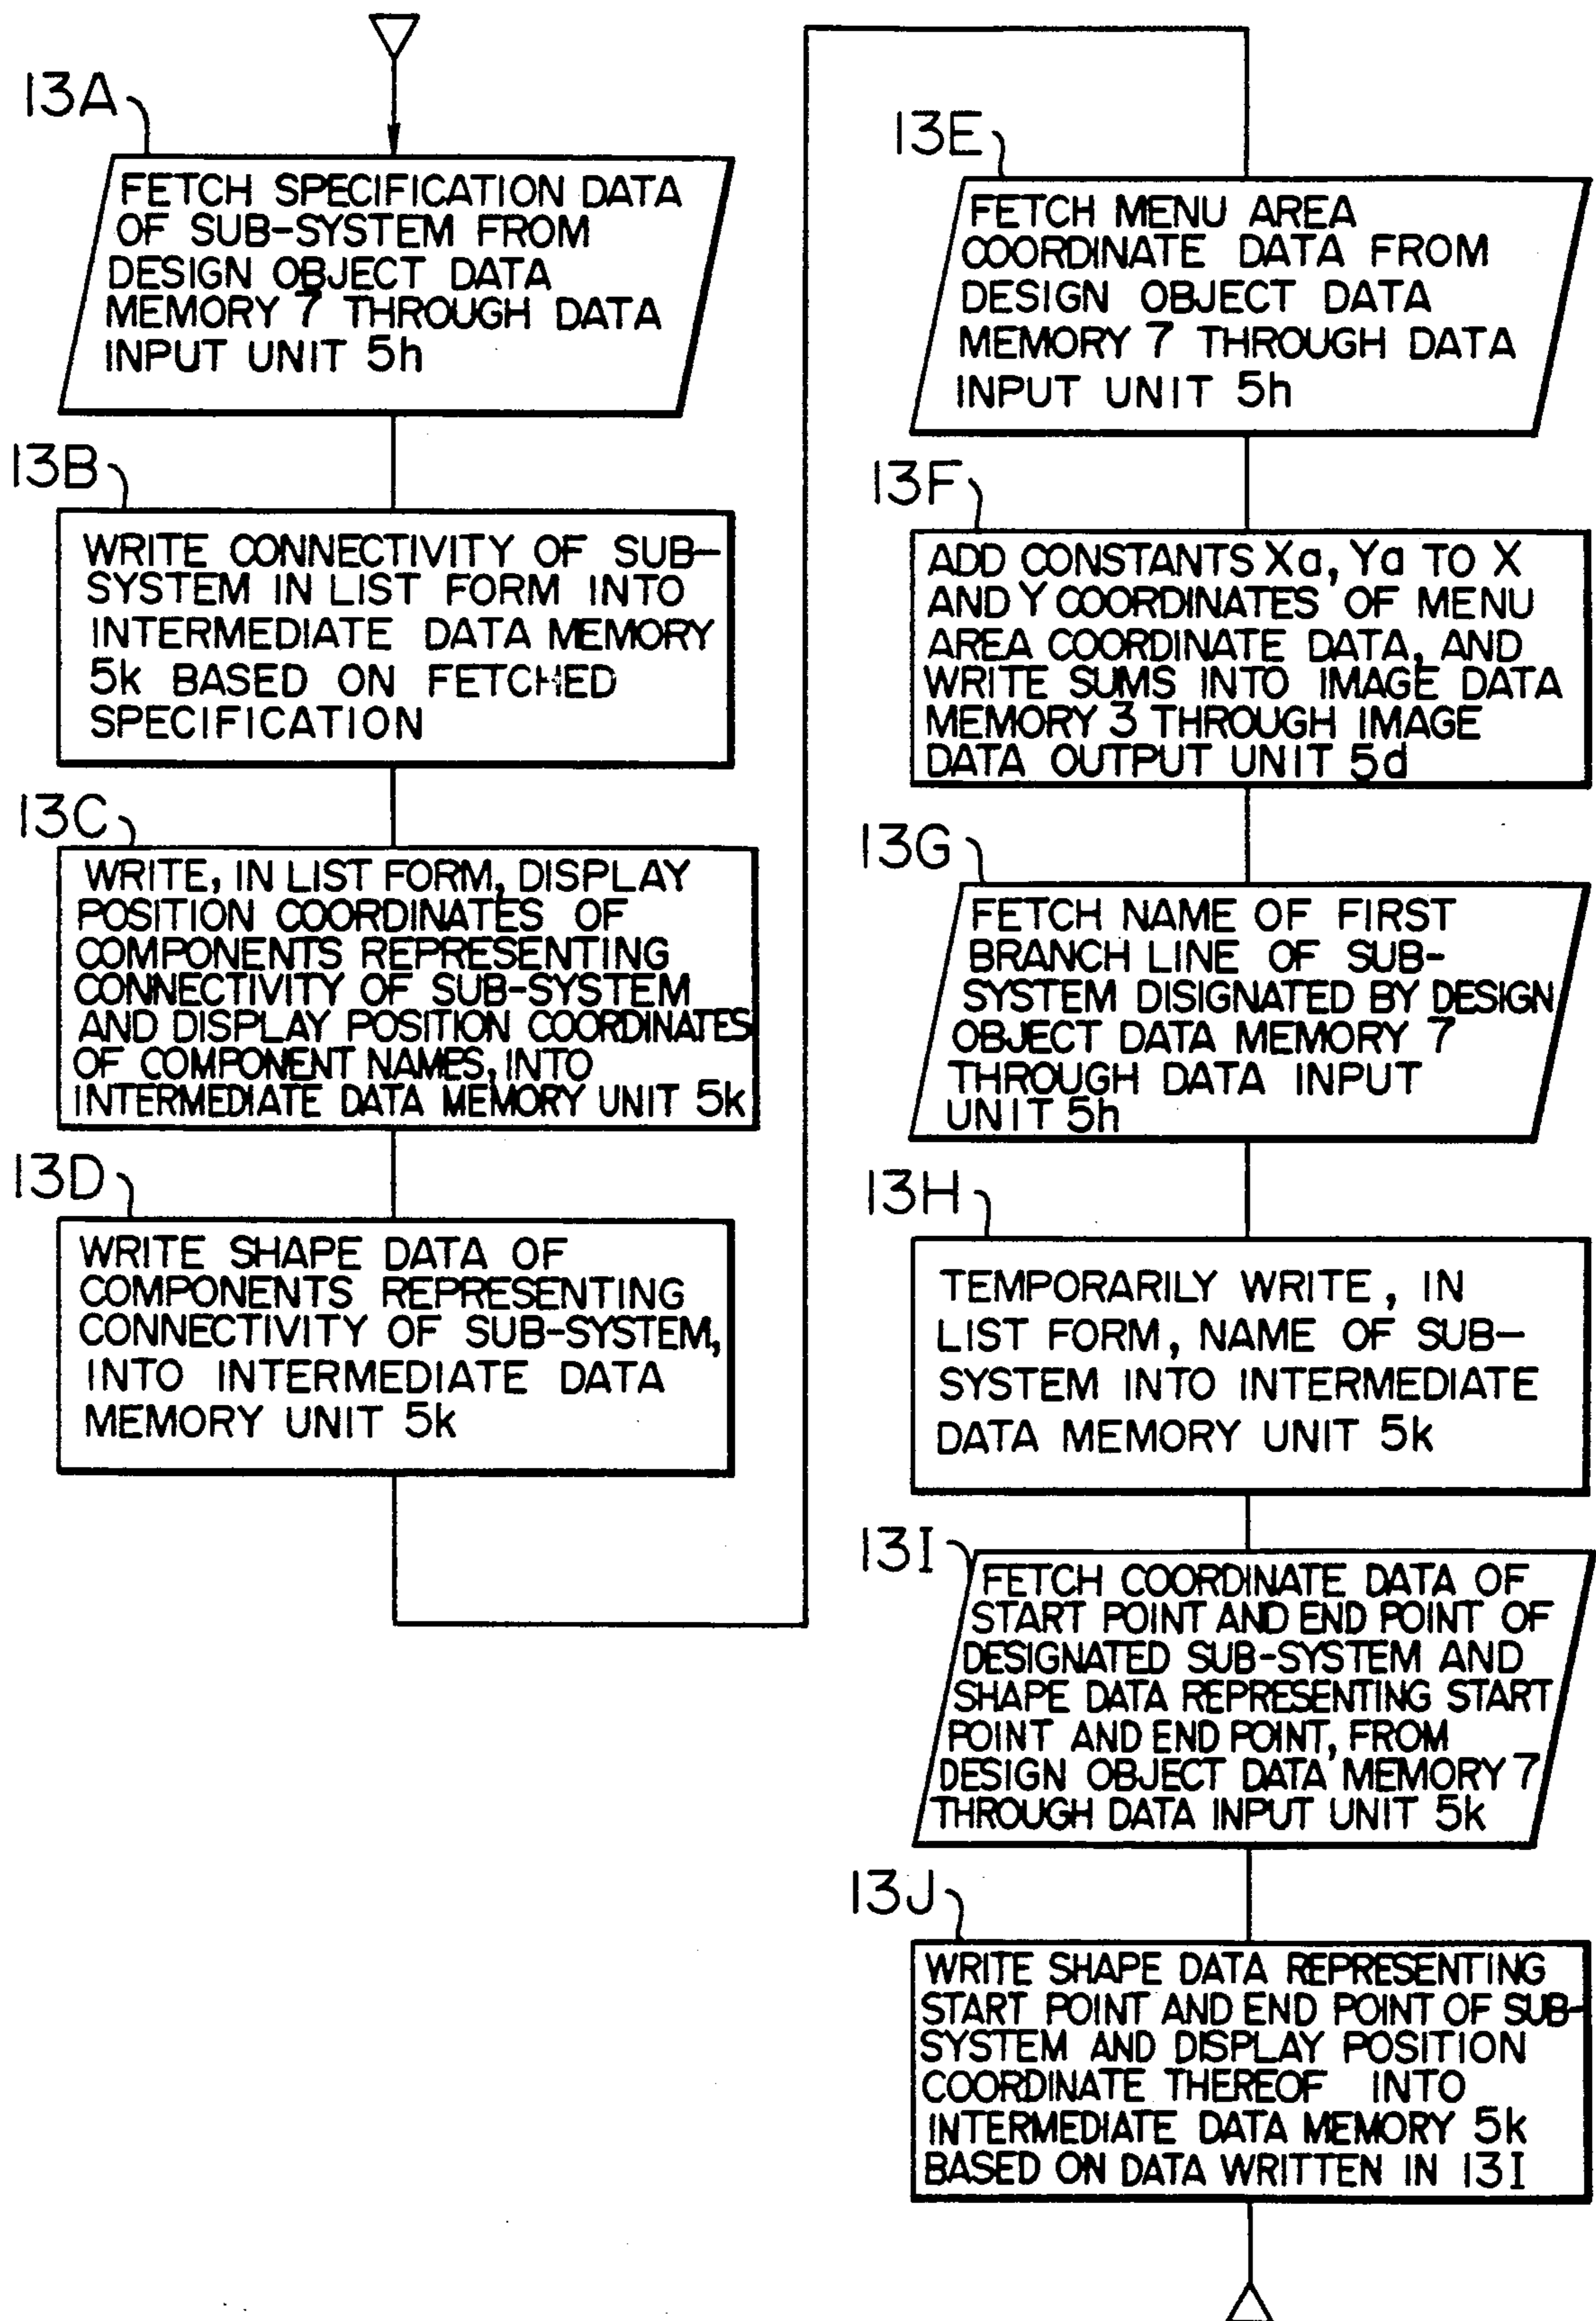 13A
FETCH SPECIFICATION DATA
OF SUB-SYSTEM FROM
DESIGN OBJECT DATA
MEMORY 7 THROUGH DATA
INPUT UNIT 5h
13B
WRITE CONNECTIVITY OF SUB-
SYSTEM IN LIST FORM INTO
INTERMEDIATE DATA MEMORY
5k BASED ON FETCHED
SPECIFICATION
13C
WRITE, IN LIST FORM, DISPLAY
POSITION COORDINATES OF
COMPONENTS REPRESENTING
CONNECTIVITY OF SUB-SYSTEM
AND DISPLAY POSITION COORDINATES
OF COMPONENT NAMES, INTO
INTERMEDIATE DATA MEMORY UNIT 5k
13D
WRITE SHAPE DATA OF
COMPONENTS REPRESENTING
CONNECTIVITY OF SUB-SYSTEM,
INTO INTERMEDIATE DATA
MEMORY UNIT 5k
13E
FETCH MENU AREA
COORDINATE DATA FROM
DESIGN OBJECT DATA
MEMORY 7 THROUGH DATA
INPUT UNIT 5h
13F
ADD CONSTANTS Xa, Ya TO X
AND Y COORDINATES OF MENU
AREA COORDINATE DATA, AND
WRITE SUMS INTO IMAGE DATA
MEMORY 3 THROUGH IMAGE
DATA OUTPUT UNIT 5d
13G
FETCH NAME OF FIRST
BRANCH LINE OF SUB-
SYSTEM DISIGNATED BY DESIGN
OBJECT DATA MEMORY 7
THROUGH DATA INPUT
UNIT 5h
13H
TEMPORARILY WRITE, IN
LIST FORM, NAME OF SUB-
SYSTEM INTO INTERMEDIATE
DATA MEMORY UNIT 5k
13I
FETCH COORDINATE DATA OF
START POINT AND END POINT OF
DESIGNATED SUB-SYSTEM AND
SHAPE DATA REPRESENTING START
POINT AND END POINT, FROM
DESIGN OBJECT DATA MEMORY 7
THROUGH DATA INPUT UNIT 5k
13J
WRITE SHAPE DATA REPRESENTING
START POINT AND END POINT OF SUB-
SYSTEM AND DISPLAY POSITION
COORDINATE THEREOF INTO
INTERMEDIATE DATA MEMORY 5k
BASED ON DATA WRITTEN IN 13I